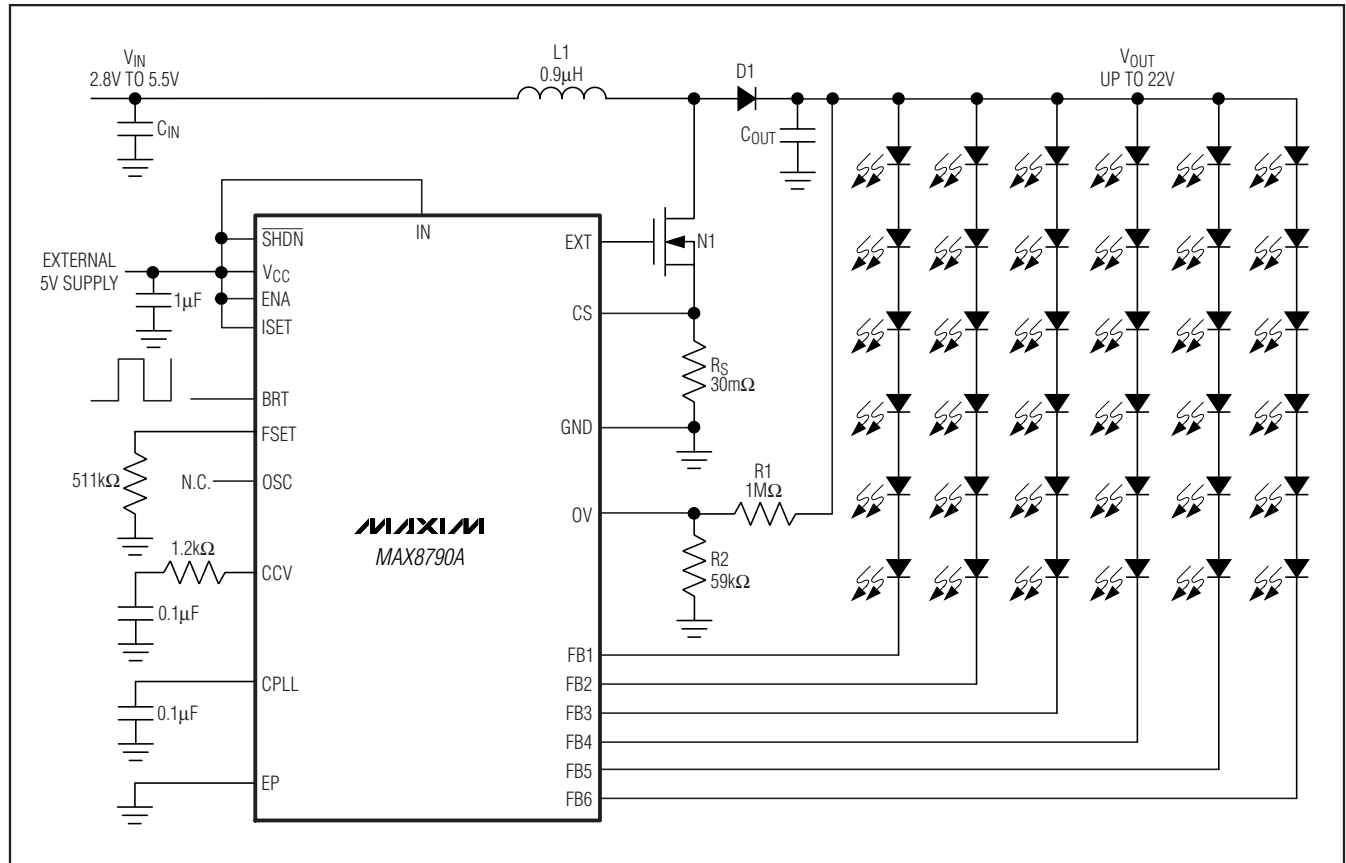 VIN
2.8V TO 5.5V
L1
0.9µH
D1
VOUT
UP TO 22V
CIN
COUT
SHDN
IN
EXT
N1
EXTERNAL
5V SUPPLY
VCC
1µF
ENA
ISET
CS
RS
30mΩ
BRT
GND
FSET
511kΩ
N.C.
OSC
R1
1MΩ
OV
MAXIM
MAX8790A
R2
59kΩ
1.2kΩ
CCV
0.1µF
FB1
CPLL
FB2
0.1µF
FB3
FB4
EP
FB5
FB6